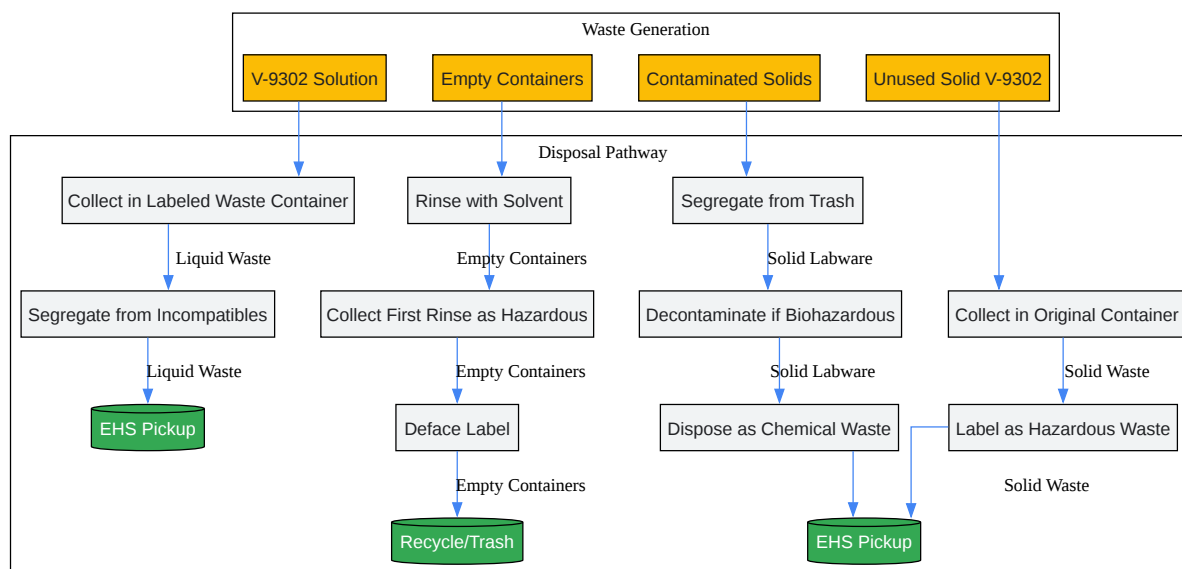 Waste Generation
V-9302 Solution
Empty Containers
Contaminated Solids
Unused Solid V-9302
Disposal Pathway
Collect in Labeled Waste Container
Rinse with Solvent
Segregate from Trash
Liquid Waste
Empty Containers
Solid Labware
Segregate from Incompatibles
Collect First Rinse as Hazardous
Decontaminate if Biohazardous
Collect in Original Container
Liquid Waste
Empty Containers
Solid Labware
Solid Waste
EHS Pickup
Deface Label
Dispose as Chemical Waste
Label as Hazardous Waste
Empty Containers
Solid Waste
Recycle/Trash
EHS Pickup